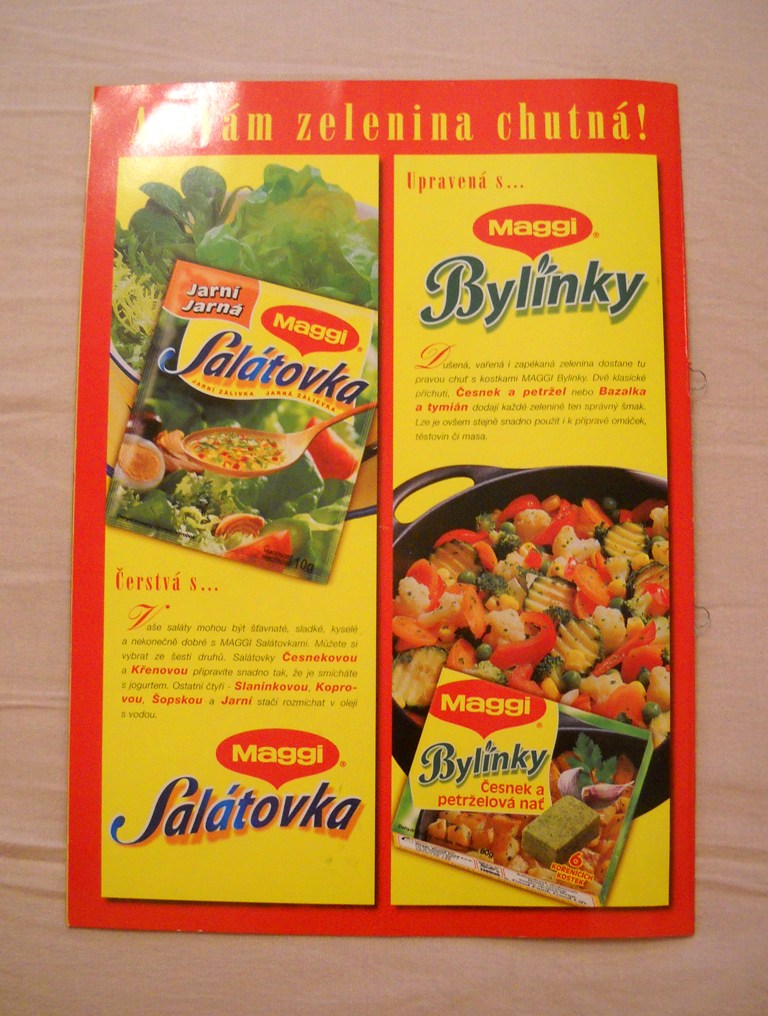 Ať Vám zelenina chutná!
Jarní
Jarná
Maggi
Salátovka
JARNÍ ZÁLIVKA JARNÁ ZÁLIEVKA
10g
Čerstvá s...
Vaše saláty mohou být šťavnaté, sladké, kyselé
a nekonečně dobré s MAGGI Salátovkami. Můžete si
vybrat ze šesti druhů. Salátovky Česnekovou
a Křenovou připravíte snadno tak, že je smícháte
s jogurtem. Ostatní čtyři - Slaninkovou, Kopro-
vou, Šopskou a Jarní stačí rozmíchat v oleji
s vodou.
Maggi
Salátovka
Upravená s...
Maggi
Bylinky
Dušená, vařená i zapékaná zelenina dostane tu
pravou chuť s kostkami MAGGI Bylinky. Dvě klasické
příchuti, Česnek a petržel nebo Bazalka
a tymián dodají každé zelenině ten správný šmak.
Lze je ovšem stejně snadno použít i k přípravě omáček,
těstovin či masa.
Maggi
Bylinky
Česnek a
petrželová nať
60g
6
KOŘENÍCÍCH
KOSTEK